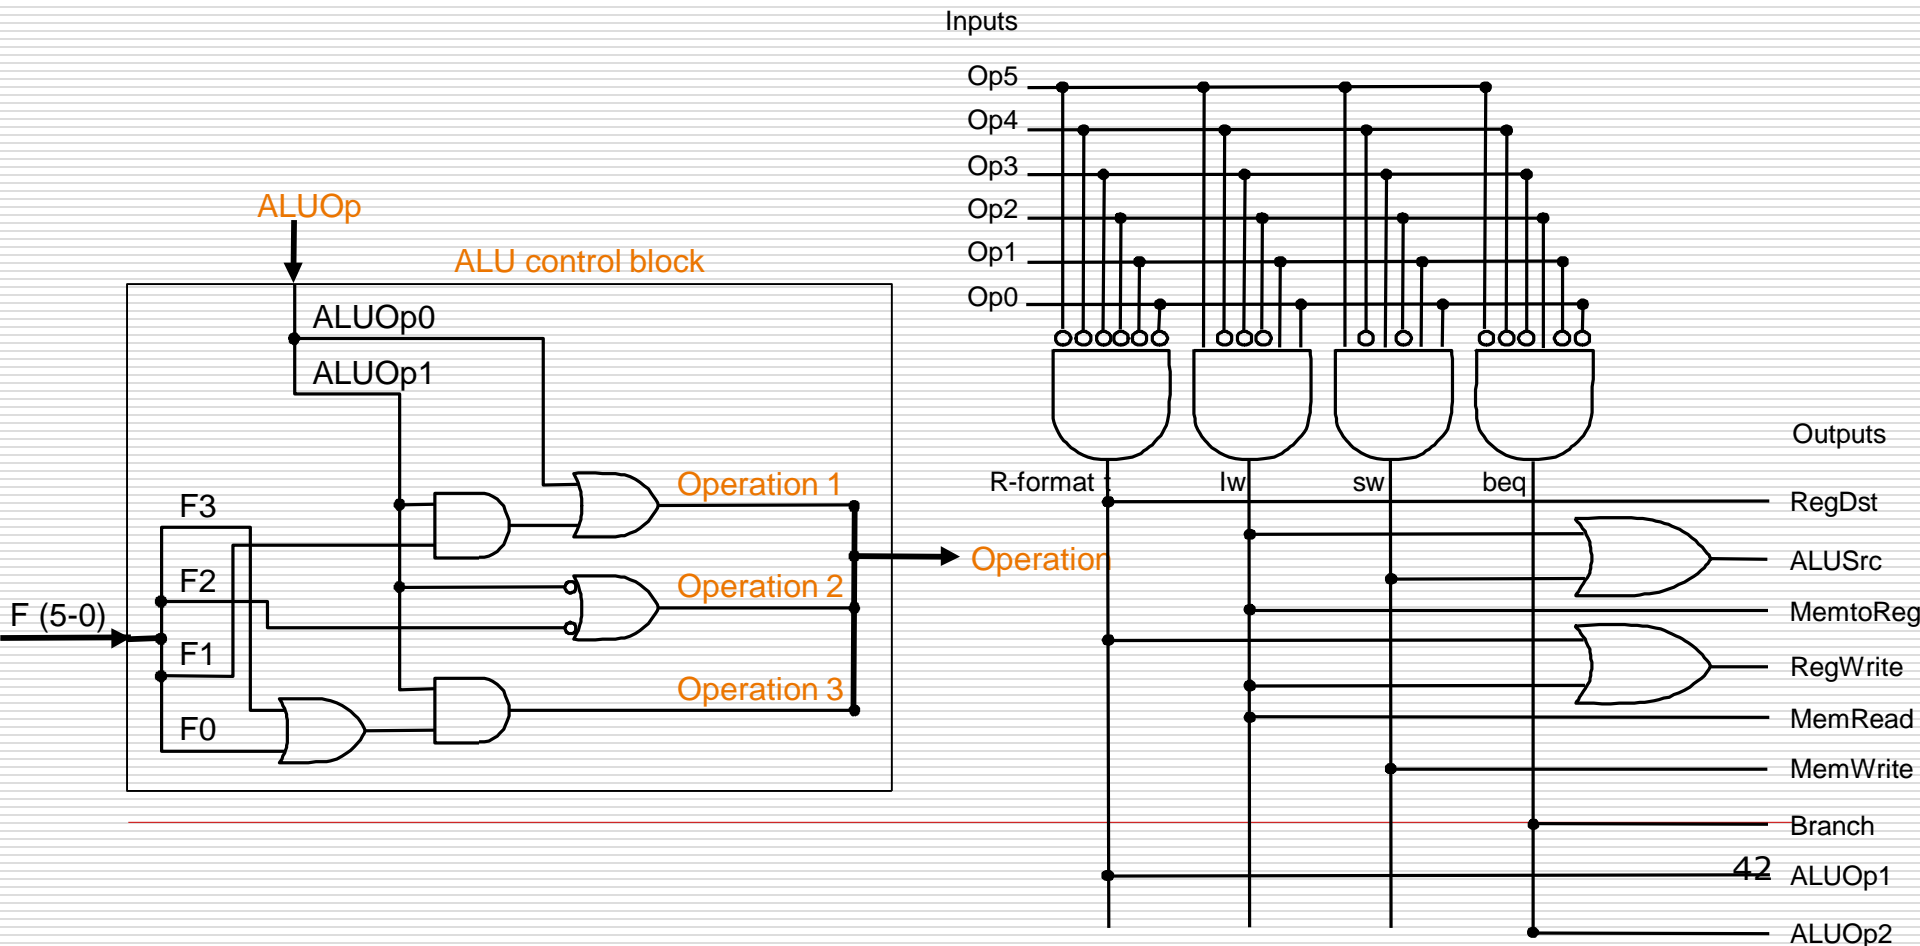 Inputs
Op5
Op4
Op3
Op2
Op1
Op0
ALUOp
ALU control block
ALUOp0
ALUOp1
F3
F2
F (5-0)
F1
F0
Operation 1
Operation 2
Operation 3
Operation
R-format t
lw
sw
beq
Outputs
RegDst
ALUSrc
MemtoReg
RegWrite
MemRead
MemWrite
Branch
ALUOp1
ALUOp2
42